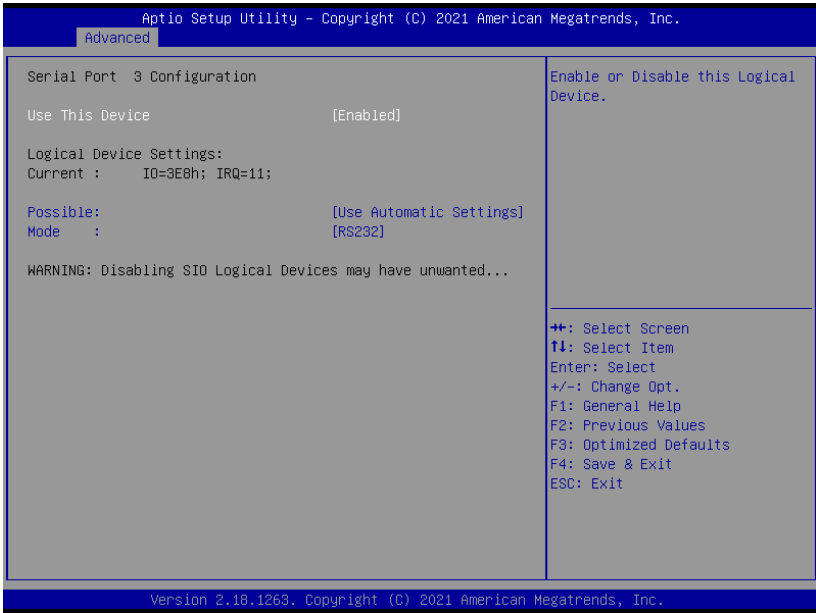 Aptio Setup Utility – Copyright (C) 2021 American Megatrends, Inc.
Advanced
Serial Port  3 Configuration
Use This Device [Enabled]
Logical Device Settings:
Current : IO=3E8h; IRQ=11;
Possible: [Use Automatic Settings]
Mode : [RS232]
WARNING: Disabling SIO Logical Devices may have unwanted...
Enable or Disable this Logical
Device.
→←: Select Screen
↑↓: Select Item
Enter: Select
+/-: Change Opt.
F1: General Help
F2: Previous Values
F3: Optimized Defaults
F4: Save & Exit
ESC: Exit
Version 2.18.1263. Copyright (C) 2021 American Megatrends, Inc.